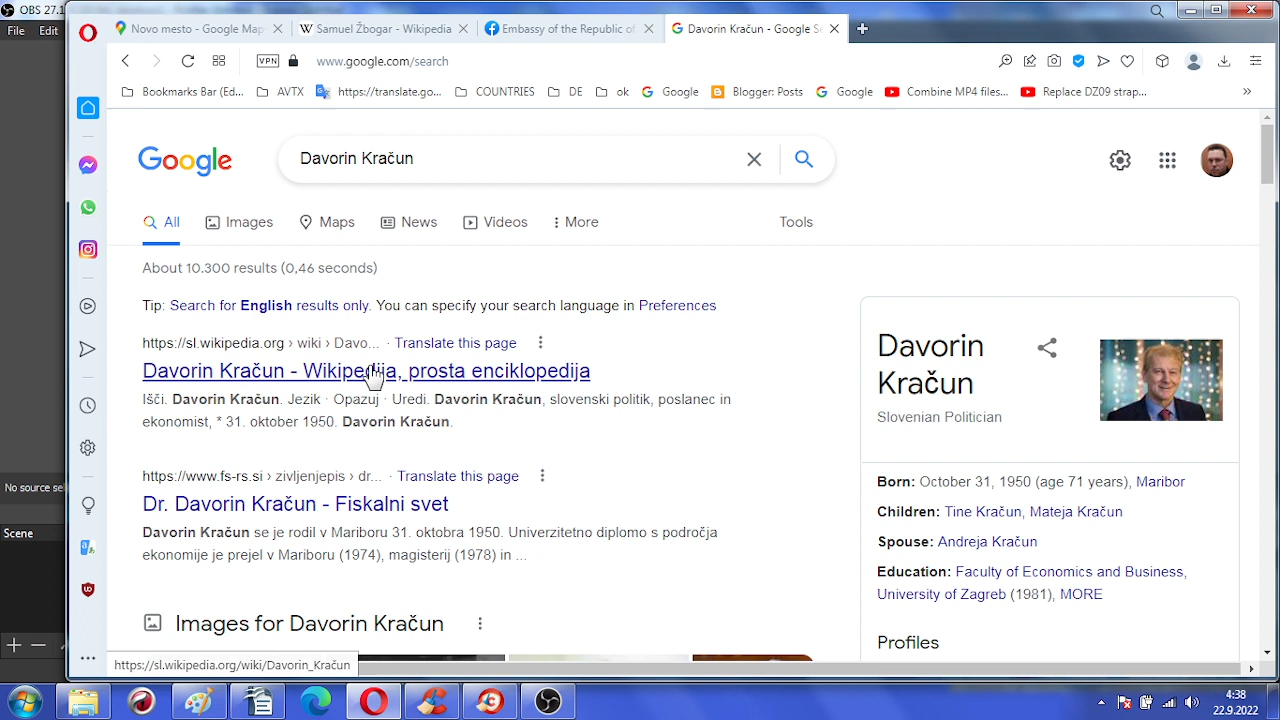 OBS 27.1
File Edit
Novo mesto - Google Map
Samuel Žbogar - Wikipedia
Embassy of the Republic of
Davorin Kračun - Google Se
VPN
www.google.com/search
Bookmarks Bar (Ed...
AVTX
https://translate.go...
COUNTRIES
DE
ok
Google
Blogger: Posts
Google
Combine MP4 files...
Replace DZ09 strap...
»
Google
Davorin Kračun
All
Images
Maps
News
Videos
More
Tools
About 10.300 results (0,46 seconds)
Tip: Search for English results only. You can specify your search language in Preferences
https://sl.wikipedia.org › wiki › Davo... · Translate this page
Davorin Kračun - Wikipedija, prosta enciklopedija
Išči. Davorin Kračun. Jezik · Opazuj · Uredi. Davorin Kračun, slovenski politik, poslanec in
ekonomist, * 31. oktober 1950. Davorin Kračun.
https://www.fs-rs.si › zivljenjepis › dr... · Translate this page
Dr. Davorin Kračun - Fiskalni svet
Davorin Kračun se je rodil v Mariboru 31. oktobra 1950. Univerzitetno diplomo s področja
ekonomije je prejel v Mariboru (1974), magisterij (1978) in ...
Images for Davorin Kračun
Davorin
Kračun
Slovenian Politician
Born: October 31, 1950 (age 71 years), Maribor
Children: Tine Kračun, Mateja Kračun
Spouse: Andreja Kračun
Education: Faculty of Economics and Business,
University of Zagreb (1981), MORE
Profiles
No source sel
Scene
https://sl.wikipedia.org/wiki/Davorin_Kračun
4:38
22.9.2022